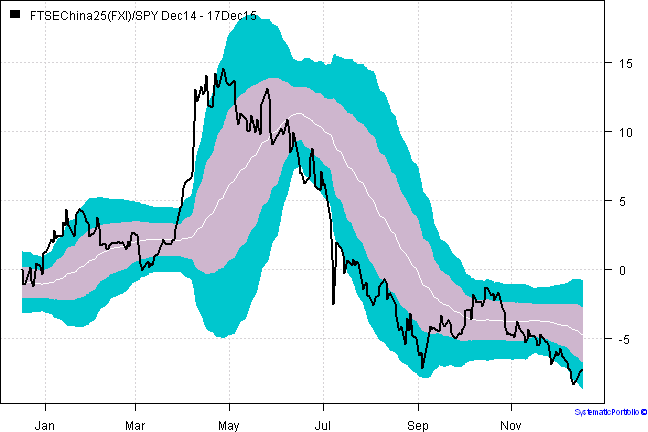 FTSEChina25(FXI)/SPY Dec14 - 17Dec15
15
10
5
0
-5
Jan Mar May Jul Sep Nov
SystematicPortfolio ©